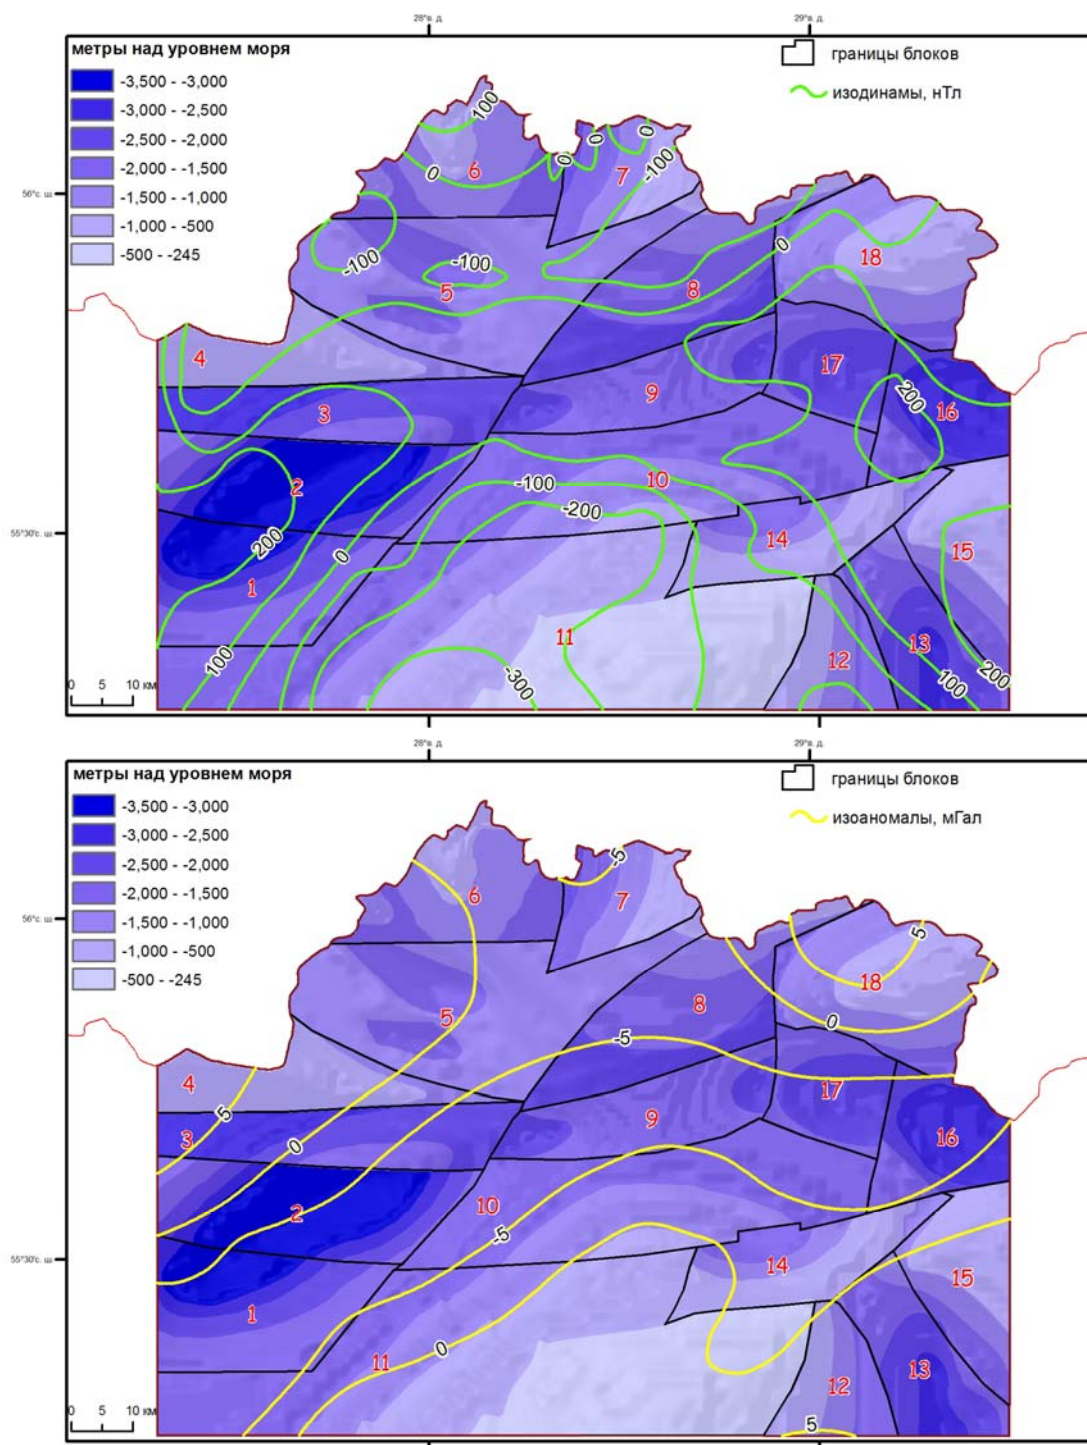 28°в. д.
29°в. д.
метры над уровнем моря
-3,500 - -3,000
-3,000 - -2,500
-2,500 - -2,000
-2,000 - -1,500
-1,500 - -1,000
-1,000 - -500
-500 - -245
границы блоков
изодинамы, нТл
100
0
0
0
-100
6
7
56°с. ш.
0
-100
-100
5
8
18
4
3
9
17
200
16
2
10
-100
-200
200
0
14
15
55°30'с. ш.
1
11
12
13
100
-300
100
200
0 5 10 км
28°в. д.
29°в. д.
метры над уровнем моря
-3,500 - -3,000
-3,000 - -2,500
-2,500 - -2,000
-2,000 - -1,500
-1,500 - -1,000
-1,000 - -500
-500 - -245
границы блоков
изоаномалы, мГал
-5
6
7
56°с. ш.
5
18
5
8
0
-5
4
5
3
0
9
17
16
2
10
-5
55°30'с. ш.
14
15
1
0
11
12
13
5
0 5 10 км